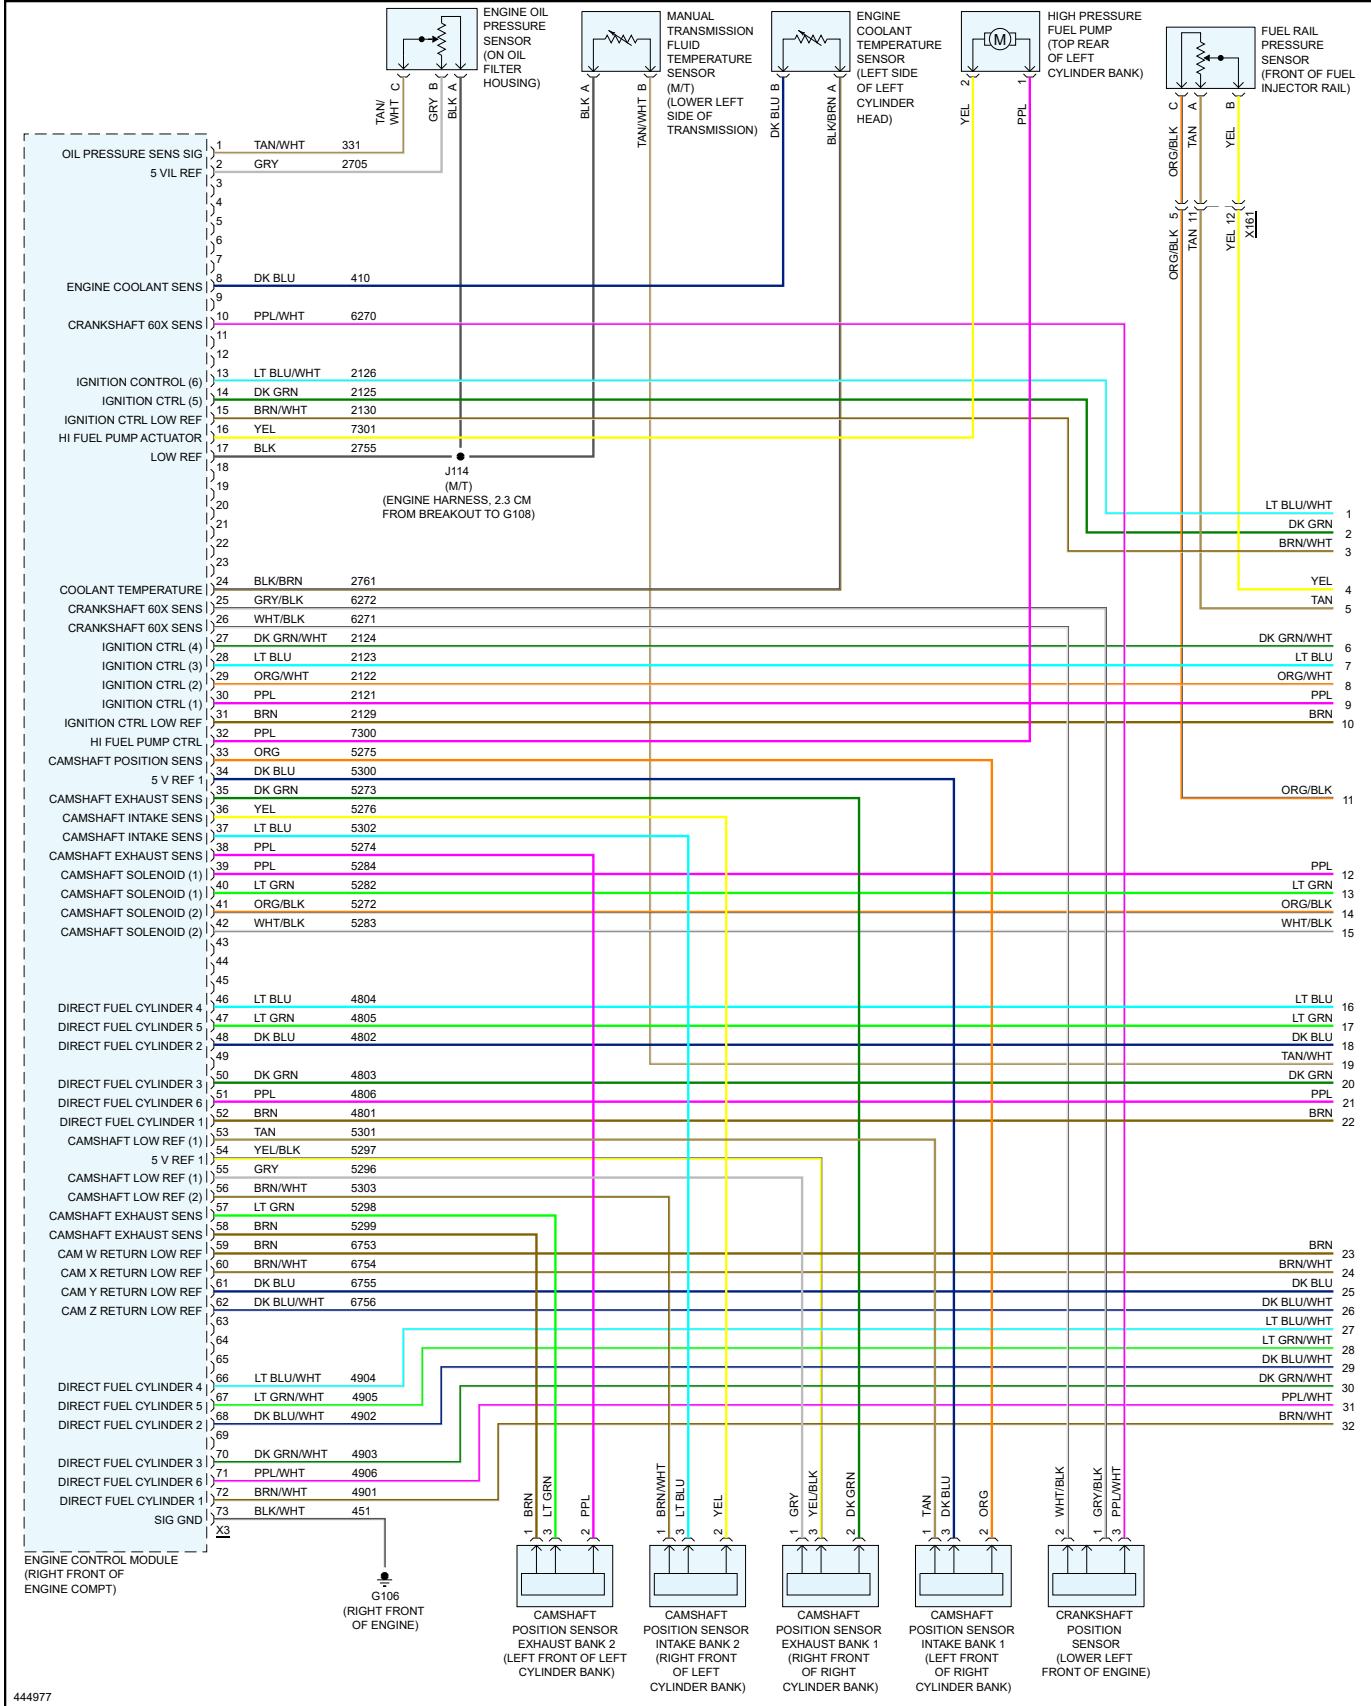 ENGINE OIL
PRESSURE
SENSOR
(ON OIL
FILTER
HOUSING)
MANUAL
TRANSMISSION
FLUID
TEMPERATURE
SENSOR
(M/T)
(LOWER LEFT
SIDE OF
TRANSMISSION)
ENGINE
COOLANT
TEMPERATURE
SENSOR
(LEFT SIDE
OF LEFT
CYLINDER
HEAD)
M
HIGH PRESSURE
FUEL PUMP
(TOP REAR
OF LEFT
CYLINDER BANK)
FUEL RAIL
PRESSURE
SENSOR
(FRONT OF FUEL
INJECTOR RAIL)
TAN/
WHT C
GRY B
BLK A
BLK A
TAN/WHT B
DK BLU B
BLK/BRN A
YEL 2
PPL 1
ORG/BLK C
TAN A
YEL B
ORG/BLK 5
TAN 11
YEL 12
X161
OIL PRESSURE SENS SIG 1 TAN/WHT 331
5 VIL REF 2 GRY 2705
3
4
5
6
7
ENGINE COOLANT SENS 8 DK BLU 410
9
CRANKSHAFT 60X SENS 10 PPL/WHT 6270
11
12
IGNITION CONTROL (6) 13 LT BLU/WHT 2126
IGNITION CTRL (5) 14 DK GRN 2125
IGNITION CTRL LOW REF 15 BRN/WHT 2130
HI FUEL PUMP ACTUATOR 16 YEL 7301
LOW REF 17 BLK 2755
J114
(M/T)
(ENGINE HARNESS, 2.3 CM
FROM BREAKOUT TO G108)
18
19
20
21
22
23
LT BLU/WHT 1
DK GRN 2
BRN/WHT 3
YEL 4
TAN 5
COOLANT TEMPERATURE 24 BLK/BRN 2761
CRANKSHAFT 60X SENS 25 GRY/BLK 6272
CRANKSHAFT 60X SENS 26 WHT/BLK 6271
IGNITION CTRL (4) 27 DK GRN/WHT 2124 DK GRN/WHT 6
IGNITION CTRL (3) 28 LT BLU 2123 LT BLU 7
IGNITION CTRL (2) 29 ORG/WHT 2122 ORG/WHT 8
IGNITION CTRL (1) 30 PPL 2121 PPL 9
IGNITION CTRL LOW REF 31 BRN 2129 BRN 10
HI FUEL PUMP CTRL 32 PPL 7300
CAMSHAFT POSITION SENS 33 ORG 5275
5 V REF 1 34 DK BLU 5300
CAMSHAFT EXHAUST SENS 35 DK GRN 5273 ORG/BLK 11
CAMSHAFT INTAKE SENS 36 YEL 5276
CAMSHAFT INTAKE SENS 37 LT BLU 5302
CAMSHAFT EXHAUST SENS 38 PPL 5274
CAMSHAFT SOLENOID (1) 39 PPL 5284 PPL 12
CAMSHAFT SOLENOID (1) 40 LT GRN 5282 LT GRN 13
CAMSHAFT SOLENOID (2) 41 ORG/BLK 5272 ORG/BLK 14
CAMSHAFT SOLENOID (2) 42 WHT/BLK 5283 WHT/BLK 15
43
44
45
DIRECT FUEL CYLINDER 4 46 LT BLU 4804 LT BLU 16
DIRECT FUEL CYLINDER 5 47 LT GRN 4805 LT GRN 17
DIRECT FUEL CYLINDER 2 48 DK BLU 4802 DK BLU 18
49 TAN/WHT 19
DIRECT FUEL CYLINDER 3 50 DK GRN 4803 DK GRN 20
DIRECT FUEL CYLINDER 6 51 PPL 4806 PPL 21
DIRECT FUEL CYLINDER 1 52 BRN 4801 BRN 22
CAMSHAFT LOW REF (1) 53 TAN 5301
5 V REF 1 54 YEL/BLK 5297
CAMSHAFT LOW REF (1) 55 GRY 5296
CAMSHAFT LOW REF (2) 56 BRN/WHT 5303
CAMSHAFT EXHAUST SENS 57 LT GRN 5298
CAMSHAFT EXHAUST SENS 58 BRN 5299
CAM W RETURN LOW REF 59 BRN 6753 BRN 23
CAM X RETURN LOW REF 60 BRN/WHT 6754 BRN/WHT 24
CAM Y RETURN LOW REF 61 DK BLU 6755 DK BLU 25
CAM Z RETURN LOW REF 62 DK BLU/WHT 6756 DK BLU/WHT 26
63 LT BLU/WHT 27
64 LT GRN/WHT 28
65 DK BLU/WHT 29
DIRECT FUEL CYLINDER 4 66 LT BLU/WHT 4904 DK GRN/WHT 30
DIRECT FUEL CYLINDER 5 67 LT GRN/WHT 4905 PPL/WHT 31
DIRECT FUEL CYLINDER 2 68 DK BLU/WHT 4902 BRN/WHT 32
69
DIRECT FUEL CYLINDER 3 70 DK GRN/WHT 4903
DIRECT FUEL CYLINDER 6 71 PPL/WHT 4906
DIRECT FUEL CYLINDER 1 72 BRN/WHT 4901
SIG GND 73 BLK/WHT 451
X3
ENGINE CONTROL MODULE
(RIGHT FRONT OF
ENGINE COMPT)
G106
(RIGHT FRONT
OF ENGINE)
1 BRN
3 LT GRN
2 PPL
1 BRN/WHT
3 LT BLU
2 YEL
1 GRY
3 YEL/BLK
2 DK GRN
1 TAN
3 DK BLU
2 ORG
2 WHT/BLK
1 GRY/BLK
3 PPL/WHT
CAMSHAFT
POSITION SENSOR
EXHAUST BANK 2
(LEFT FRONT OF LEFT
CYLINDER BANK)
CAMSHAFT
POSITION SENSOR
INTAKE BANK 2
(RIGHT FRONT
OF LEFT
CYLINDER BANK)
CAMSHAFT
POSITION SENSOR
EXHAUST BANK 1
(RIGHT FRONT
OF RIGHT
CYLINDER BANK)
CAMSHAFT
POSITION SENSOR
INTAKE BANK 1
(LEFT FRONT
OF RIGHT
CYLINDER BANK)
CRANKSHAFT
POSITION
SENSOR
(LOWER LEFT
FRONT OF ENGINE)
444977